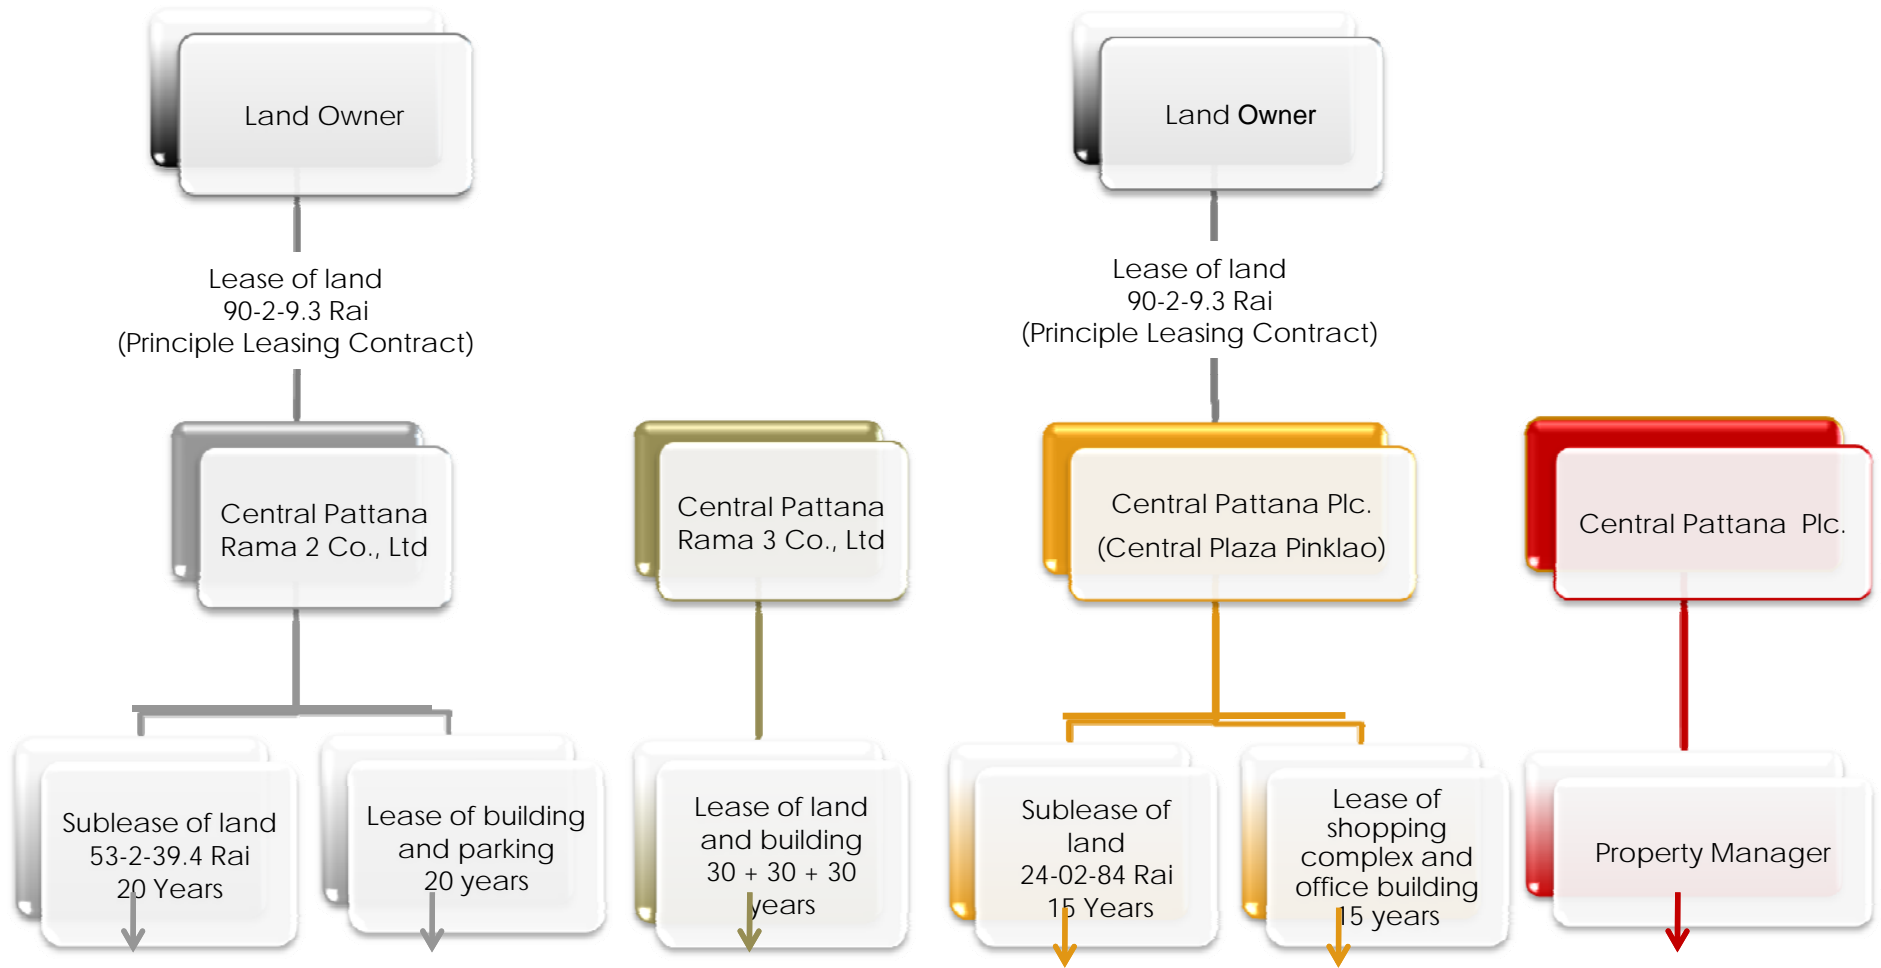 Land Owner
Land Owner
Lease of land
90-2-9.3 Rai
(Principle Leasing Contract)
Lease of land
90-2-9.3 Rai
(Principle Leasing Contract)
Central Pattana
Rama 2 Co., Ltd
Central Pattana
Rama 3 Co., Ltd
Central Pattana Plc.
(Central Plaza Pinklao)
Central Pattana Plc.
Sublease of land
53-2-39.4 Rai
20 Years
Lease of building
and parking
20 years
Lease of land
and building
30 + 30 + 30
years
Sublease of
land
24-02-84 Rai
15 Years
Lease of
shopping
complex and
office building
15 years
Property Manager